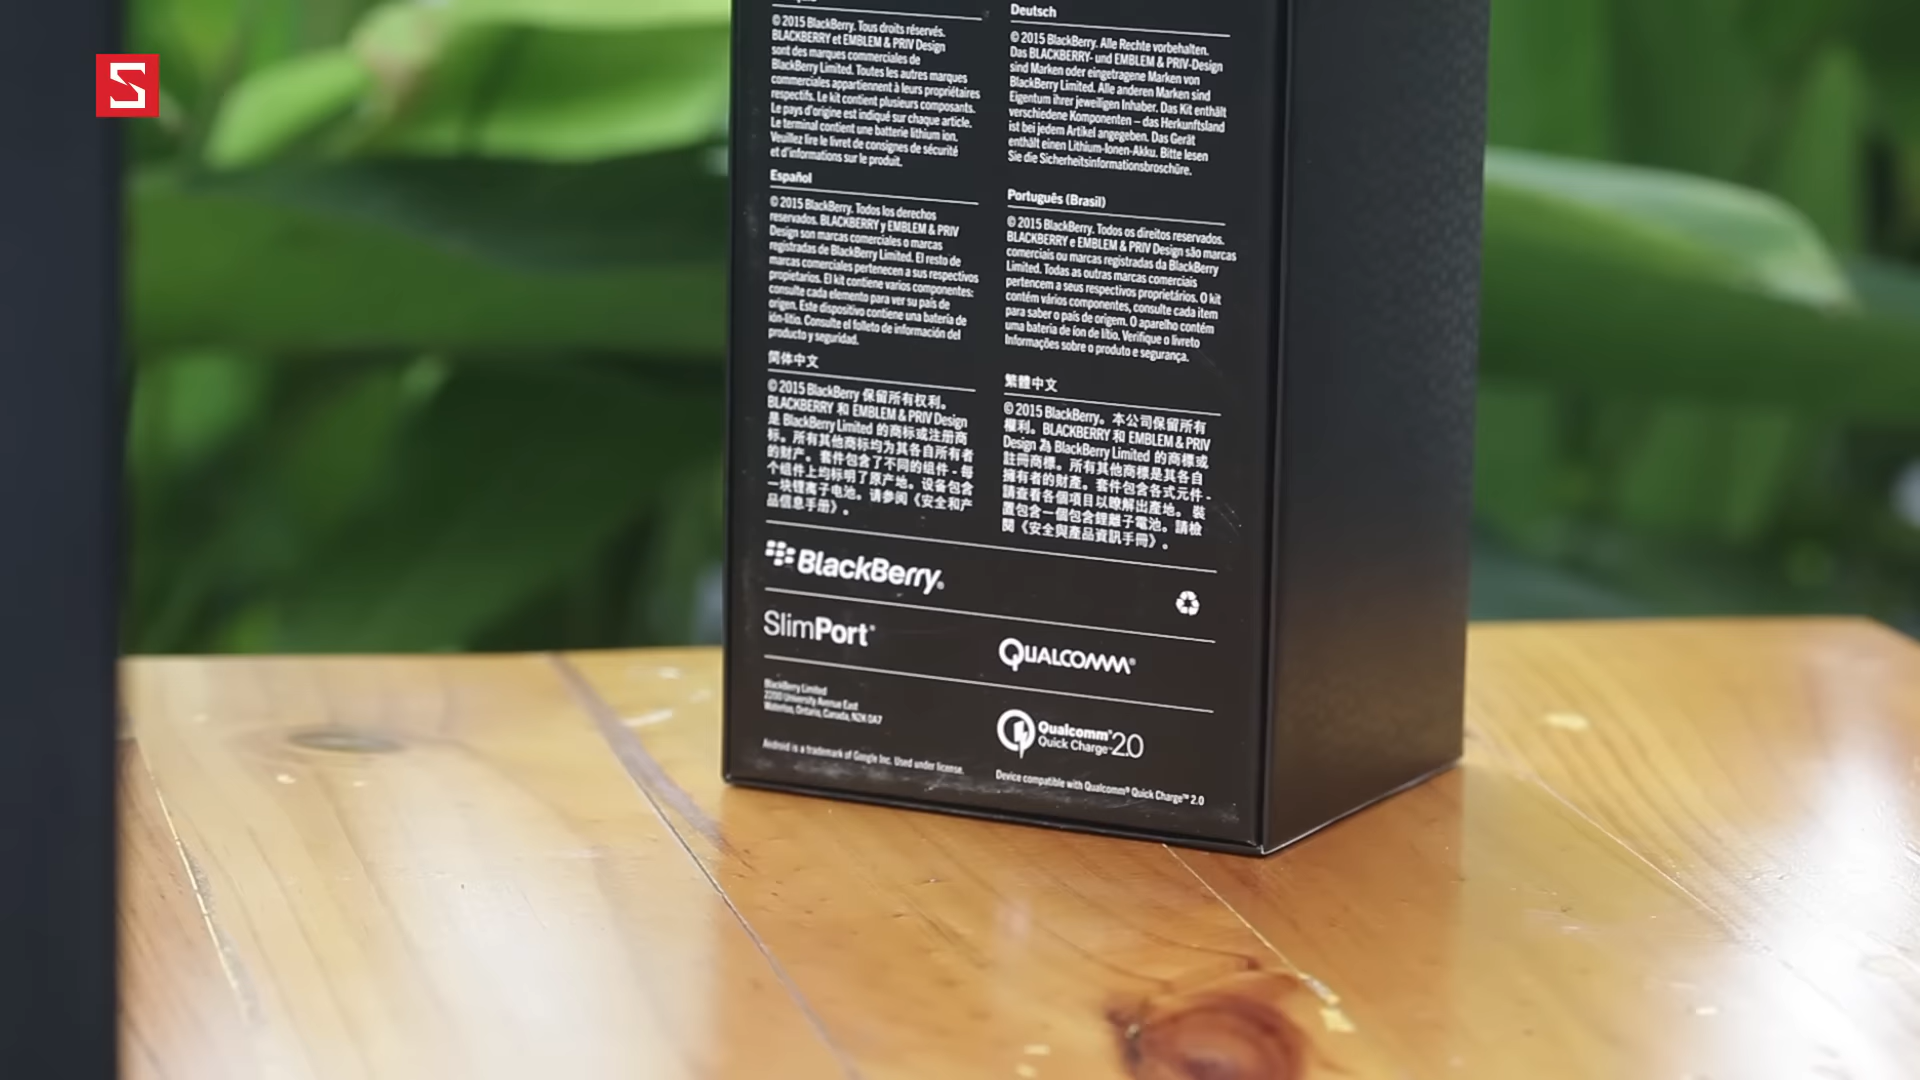 © 2015 BlackBerry. Tous droits réservés.
BLACKBERRY et EMBLEM & PRIV Design
sont des marques commerciales de
BlackBerry Limited. Toutes les autres marques
commerciales appartiennent à leurs propriétaires
respectifs. Le kit contient plusieurs composants.
Le pays d'origine est indiqué sur chaque article.
Le terminal contient une batterie lithium ion.
Veuillez lire le livret de consignes de sécurité
et d'informations sur le produit.
Español
© 2015 BlackBerry. Todos los derechos
reservados. BLACKBERRY y EMBLEM & PRIV
Design son marcas comerciales o marcas
registradas de BlackBerry Limited. El resto de
marcas comerciales pertenecen a sus respectivos
propietarios. El kit contiene varios componentes:
consulte cada elemento para ver su país de
origen. Este dispositivo contiene una batería de
ión-litio. Consulte el folleto de información del
producto y seguridad.
简体中文
© 2015 BlackBerry 保留所有权利。
BLACKBERRY 和 EMBLEM & PRIV Design
是 BlackBerry Limited 的商标或注册商
标。所有其他商标均为其各自所有者
的财产。套件包含了不同的组件 - 每
个组件上均标明了原产地。设备包含
一块锂离子电池。请参阅《安全和产
品信息手册》。
Deutsch
© 2015 BlackBerry. Alle Rechte vorbehalten.
Das BLACKBERRY- und EMBLEM & PRIV-Design
sind Marken oder eingetragene Marken von
BlackBerry Limited. Alle anderen Marken sind
Eigentum ihrer jeweiligen Inhaber. Das Kit enthält
verschiedene Komponenten – das Herkunftsland
ist bei jedem Artikel angegeben. Das Gerät
enthält einen Lithium-Ionen-Akku. Bitte lesen
Sie die Sicherheitsinformationsbroschüre.
Português (Brasil)
© 2015 BlackBerry. Todos os direitos reservados.
BLACKBERRY e EMBLEM & PRIV Design são marcas
comerciais ou marcas registradas da BlackBerry
Limited. Todas as outras marcas comerciais
pertencem a seus respectivos proprietários. O kit
contém vários componentes, consulte cada item
para saber o país de origem. O aparelho contém
uma bateria de íon de lítio. Verifique o livreto
Informações sobre o produto e segurança.
繁體中文
© 2015 BlackBerry。本公司保留所有
權利。BLACKBERRY 和 EMBLEM & PRIV
Design 為 BlackBerry Limited 的商標或
註冊商標。所有其他商標是其各自
擁有者的財產。套件包含各式元件 -
請查看各個項目以瞭解出產地。裝
置包含一個包含鋰離子電池。請檢
閱《安全與產品資訊手冊》。
BlackBerry®
SlimPort®
QUALCOMM®
BlackBerry Limited
2200 University Avenue East
Waterloo, Ontario, Canada, N2K 0A7
Qualcomm®
Quick Charge™ 2.0
Android is a trademark of Google Inc. Used under license.
Device compatible with Qualcomm® Quick Charge™ 2.0